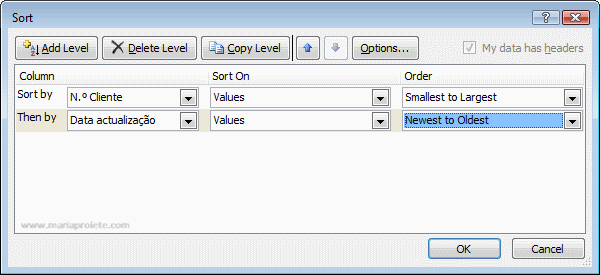 Sort
Add Level Delete Level Copy Level Options... My data has headers
Column Sort On Order
Sort by N.º Cliente Values Smallest to Largest
Then by Data actualização Values Newest to Oldest
www.mariaprojete.com
OK Cancel